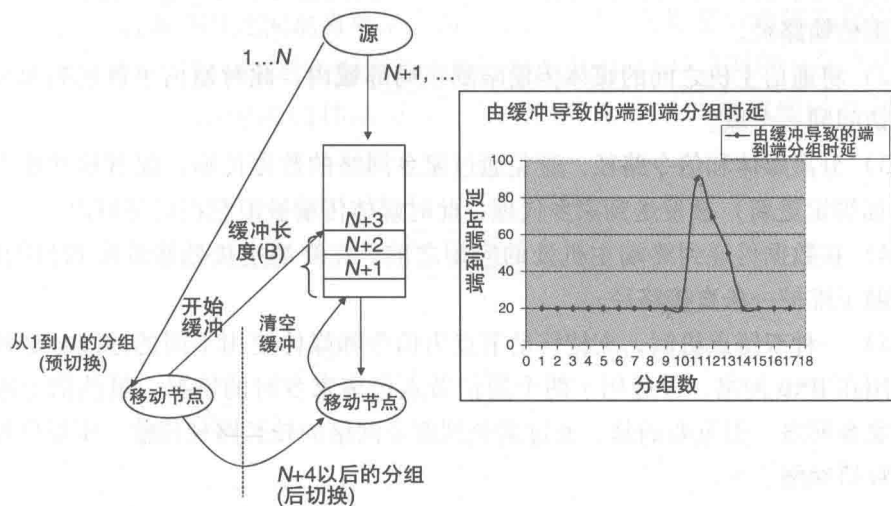 源
1…N
N+1,…
N+3
N+2
N+1
缓冲长
度(B)
开始
缓冲
清空
缓冲
从1到N的分组
(预切换)
移动节点
移动节点
N+4以后的分组
(后切换)
由缓冲导致的端到端分组时延
由缓冲导致的端
到端分组时延
端到端时延
100
80
60
40
20
0
1 2 3 4 5 6 7 8 9 10 11 12 13 14 15 16 17 18
分组数